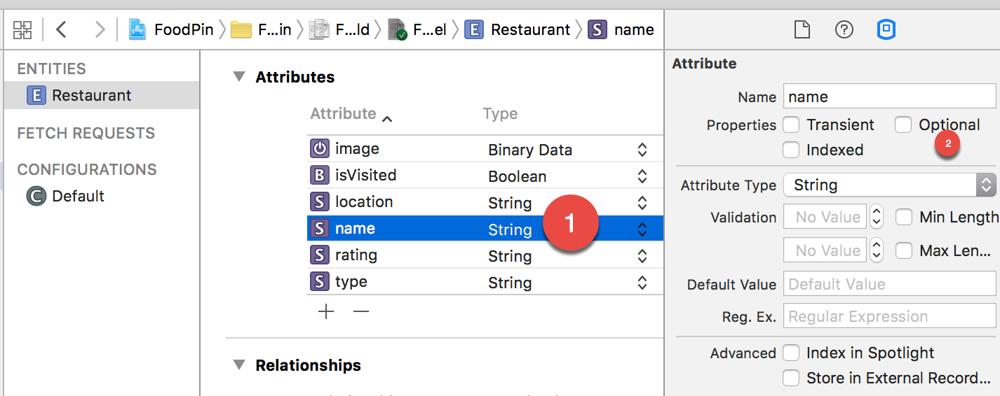 FoodPin F...in F...ld F...el E Restaurant S name
ENTITIES
E Restaurant
FETCH REQUESTS
CONFIGURATIONS
C Default
Attributes
Attribute Type
image Binary Data
B isVisited Boolean
S location String
S name String
1
S rating String
S type String
Relationships
?
Attribute
Name name
Properties Transient Optional
2
Indexed
Attribute Type String
Validation No Value Min Length
No Value Max Len...
Default Value Default Value
Reg. Ex. Regular Expression
Advanced Index in Spotlight
Store in External Record...